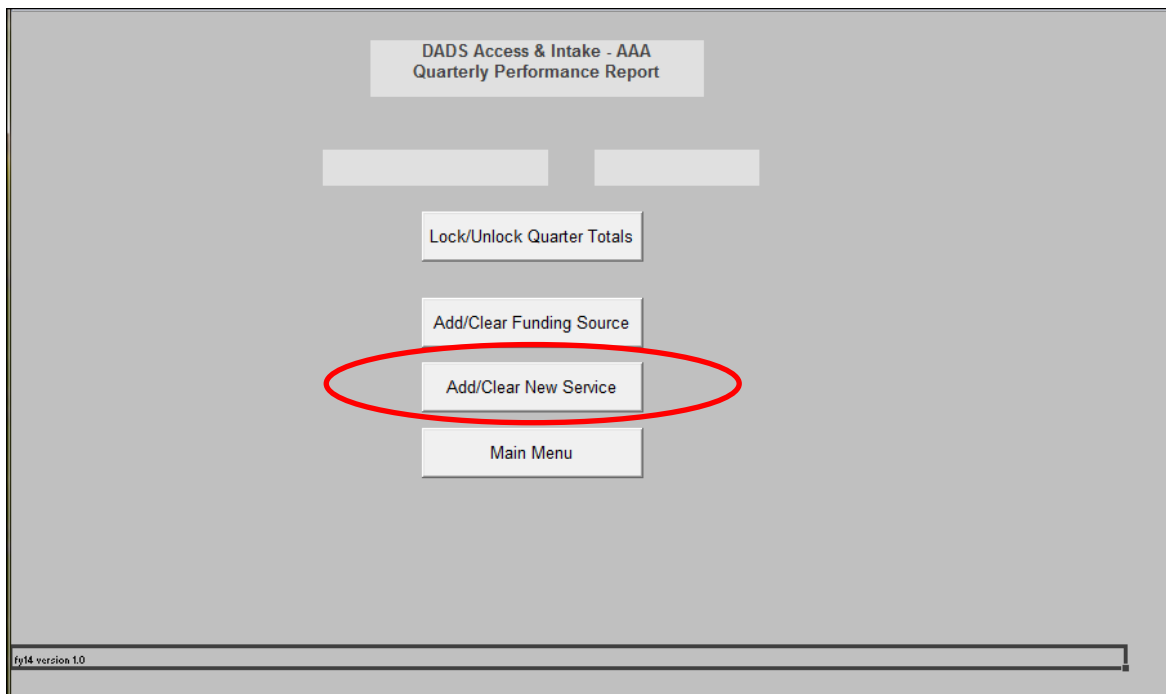 DADS Access & Intake - AAA
Quarterly Performance Report
Lock/Unlock Quarter Totals
Add/Clear Funding Source
Add/Clear New Service
Main Menu
fy14 version 1.0